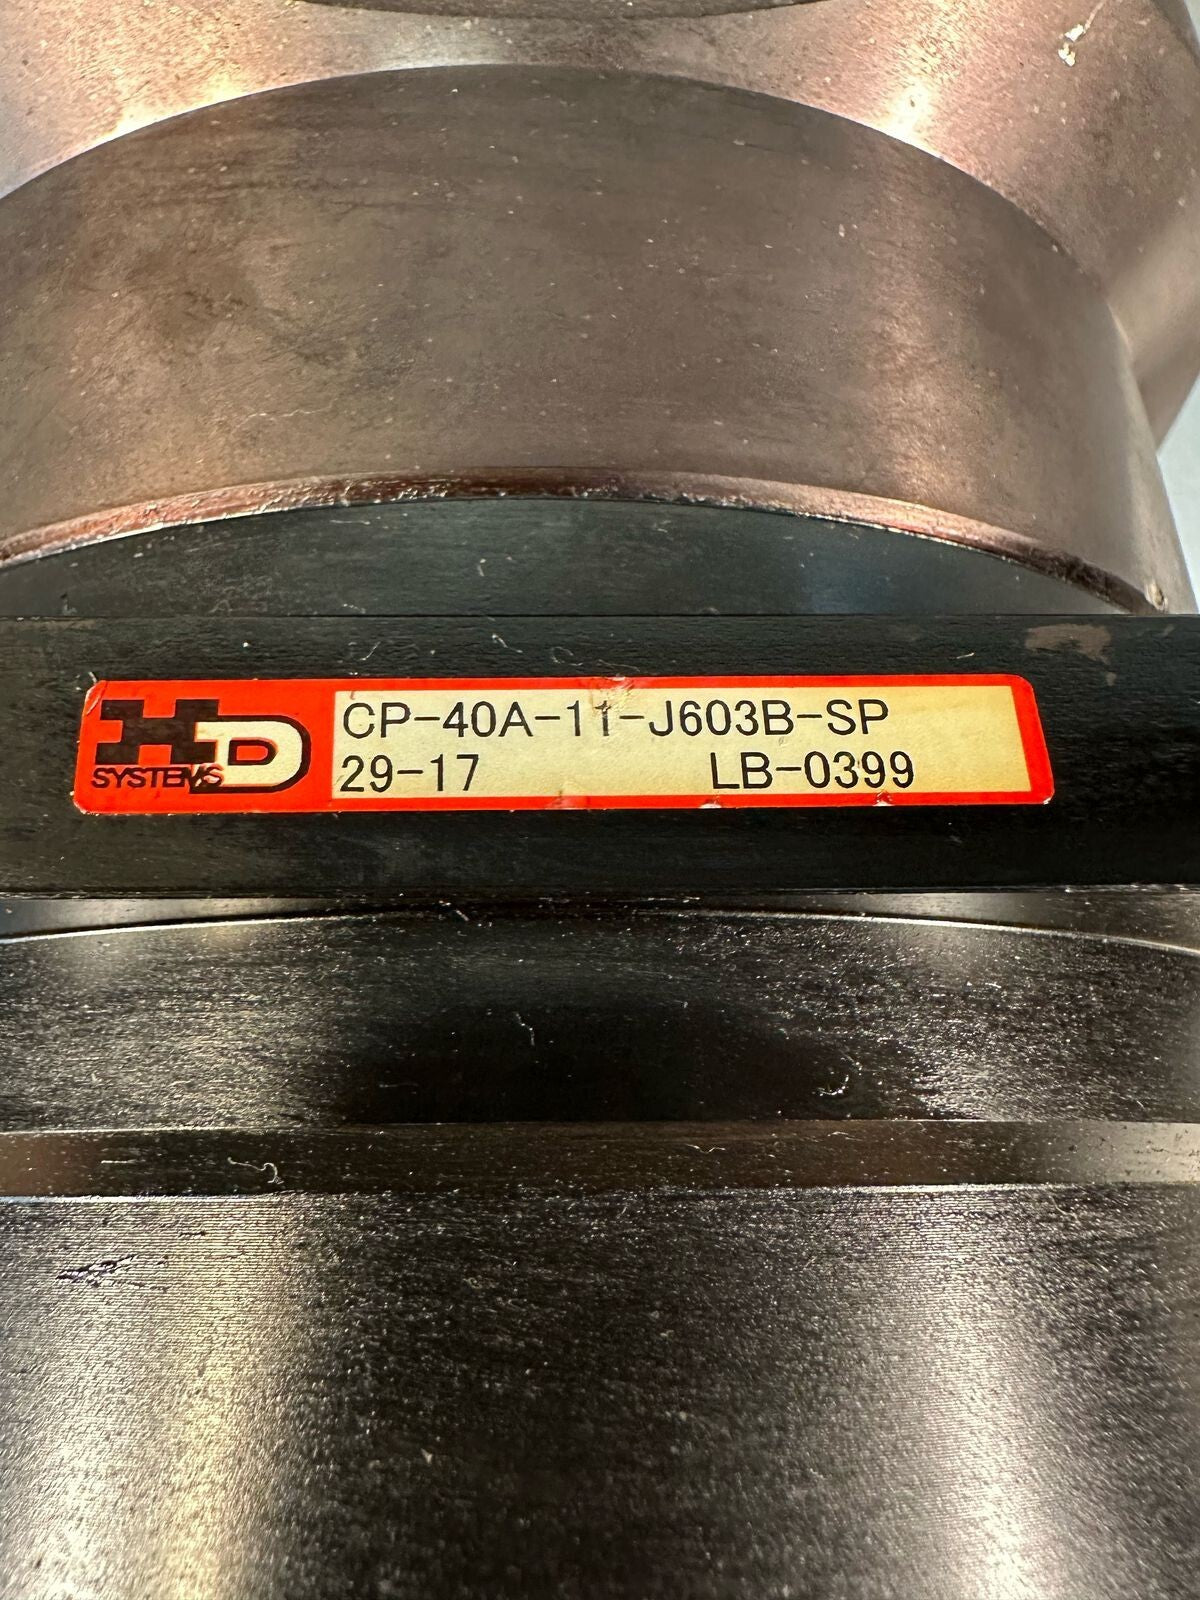 HD SYSTEMS
CP-40A-11-J603B-SP
29-17 LB-0399